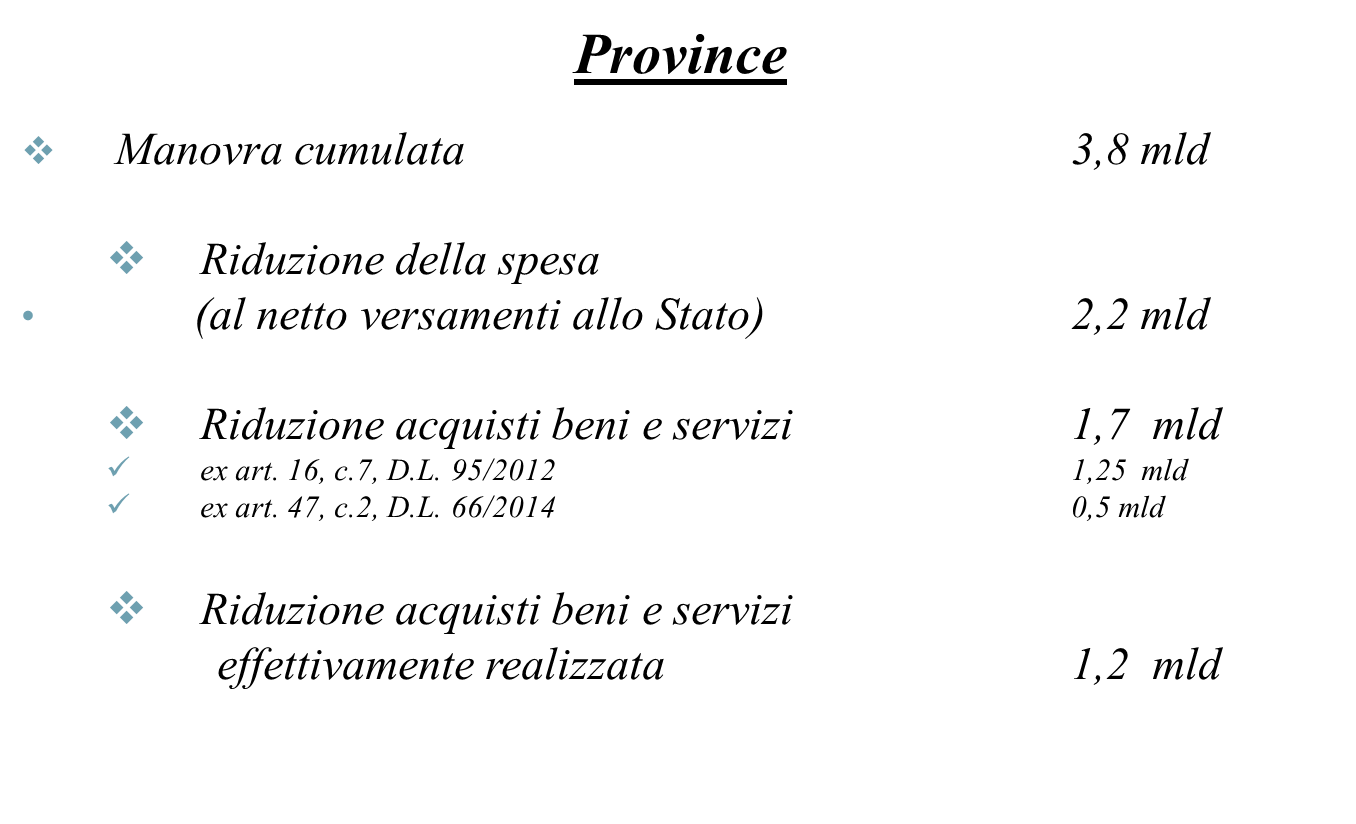 Province
❖ Manovra cumulata 3,8 mld
❖ Riduzione della spesa
• (al netto versamenti allo Stato) 2,2 mld
❖ Riduzione acquisti beni e servizi 1,7 mld
✓ ex art. 16, c.7, D.L. 95/2012 1,25 mld
✓ ex art. 47, c.2, D.L. 66/2014 0,5 mld
❖ Riduzione acquisti beni e servizi
effettivamente realizzata 1,2 mld